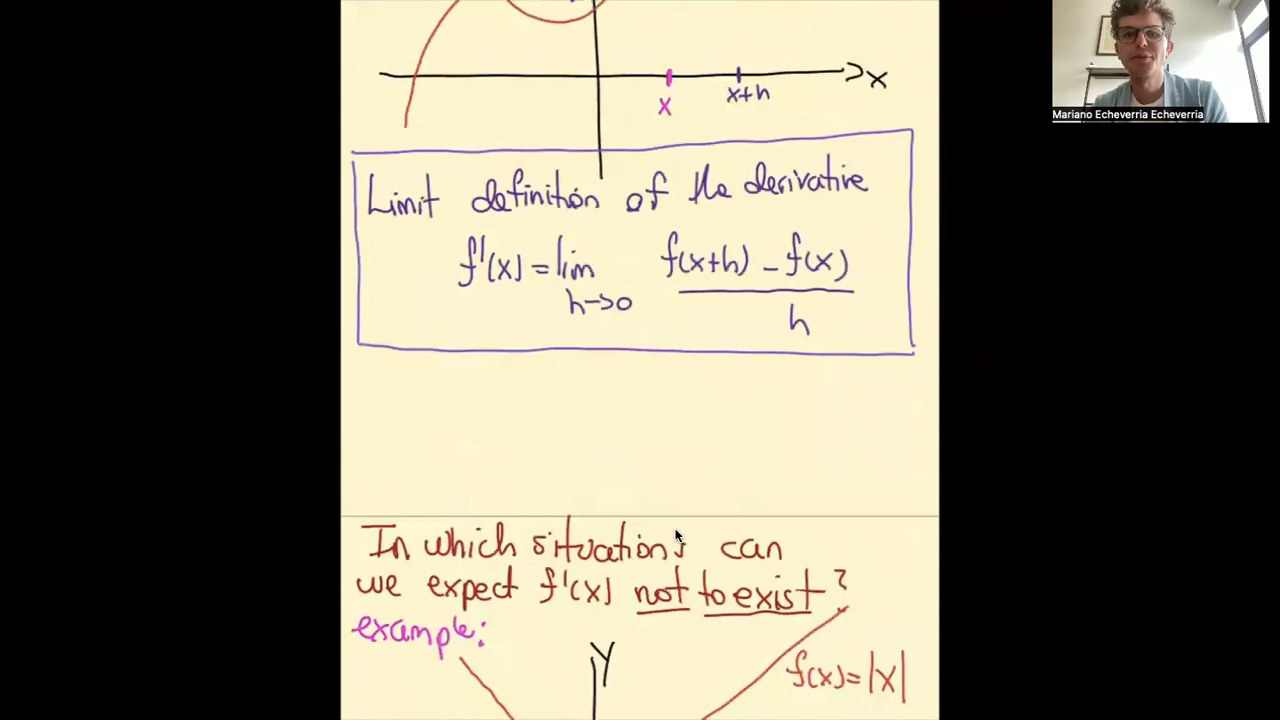 x
x
x+h
Mariano Echeverria Echeverria
Limit definition of the derivative
f'(x) = lim f(x+h) - f(x)
h->0 h
In which situations can
we expect f'(x) not to exist?
example:
Y
f(x)=|x|